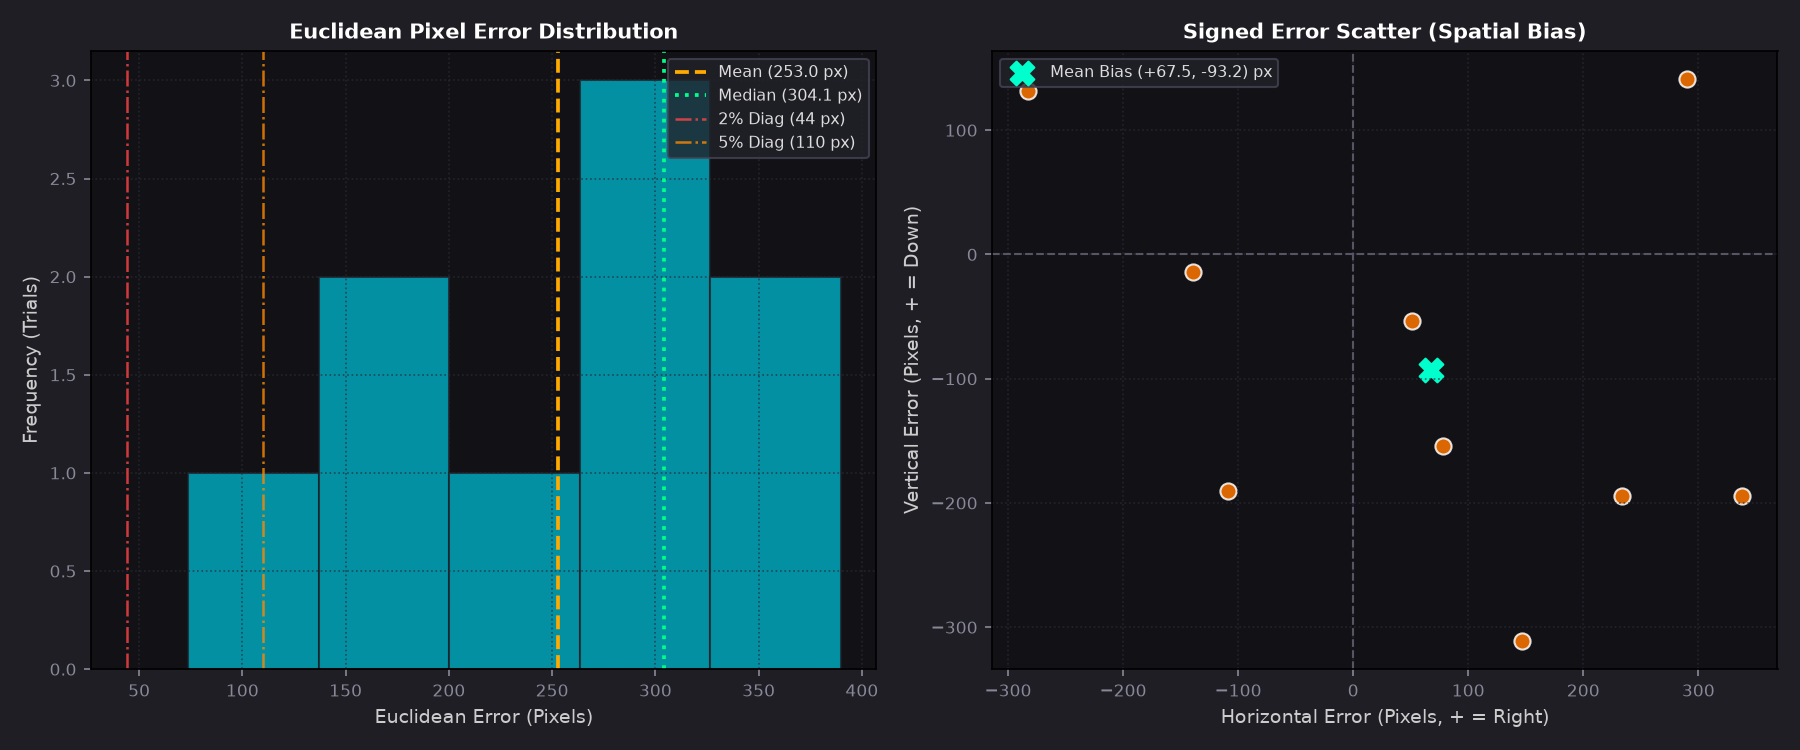 Euclidean Pixel Error Distribution
Mean (253.0 px)
Median (304.1 px)
2% Diag (44 px)
5% Diag (110 px)
Frequency (Trials)
3.0
2.5
2.0
1.5
1.0
0.5
0.0
50 100 150 200 250 300 350 400
Euclidean Error (Pixels)
Signed Error Scatter (Spatial Bias)
Mean Bias (+67.5, -93.2) px
Vertical Error (Pixels, + = Down)
100
0
−100
−200
−300
−300 −200 −100 0 100 200 300
Horizontal Error (Pixels, + = Right)